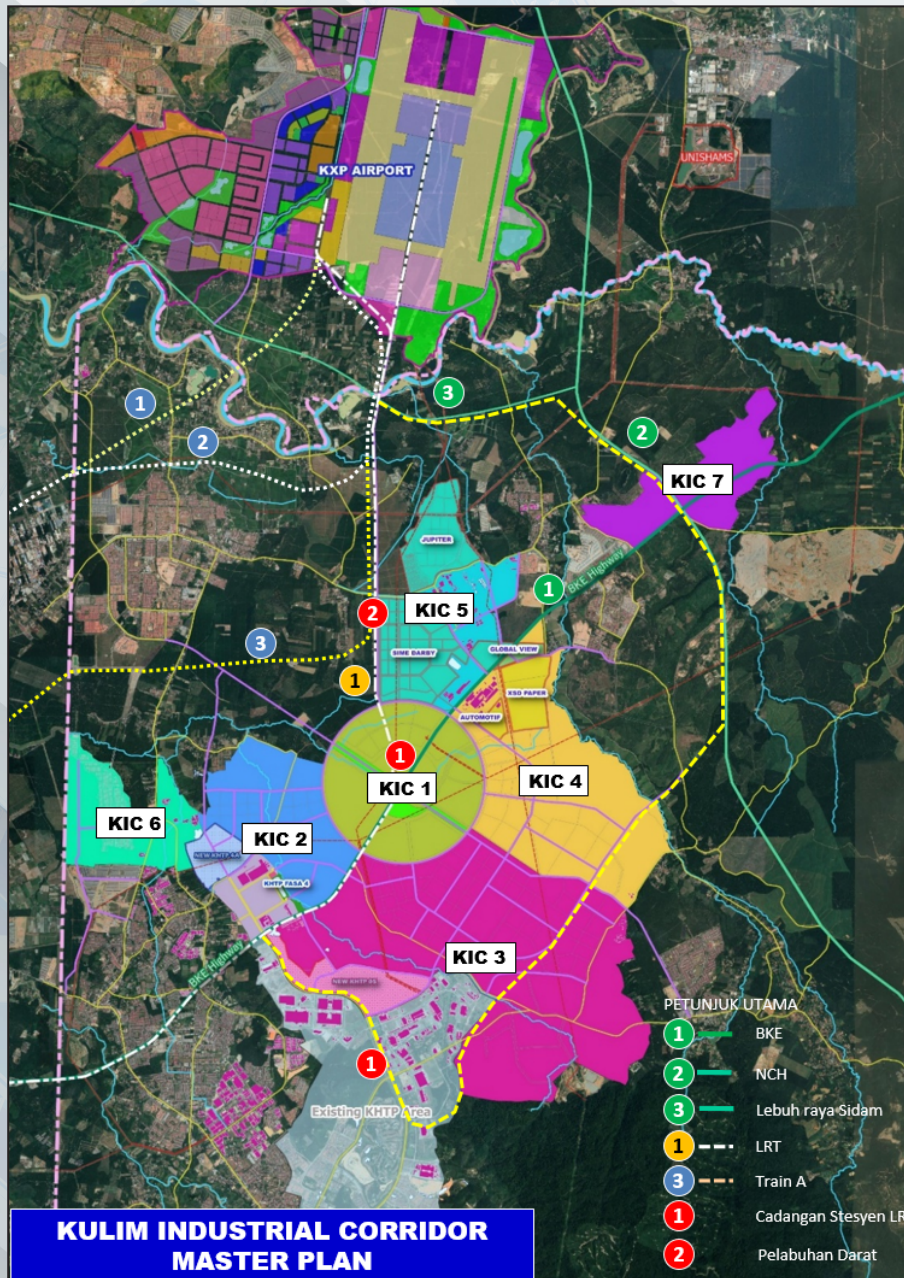 KXP AIRPORT
UNISHAMS
3
1
2
2
KIC 7
JUPITER
BKE Highway
1
2
KIC 5
3
SIME DARBY
GLOBAL VIEW
1
KSD PAPER
AUTOMOTIF
1
KIC 1
KIC 4
KIC 6
KIC 2
KHTP FASA 4
BKE Highway
KIC 3
1
Existing KHTP Area
PETUNJUK UTAMA
1 BKE
2 NCH
3 Lebuh raya Sidam
1 LRT
3 Train A
1 Cadangan Stesyen LR
2 Pelabuhan Darat
KULIM INDUSTRIAL CORRIDOR
MASTER PLAN